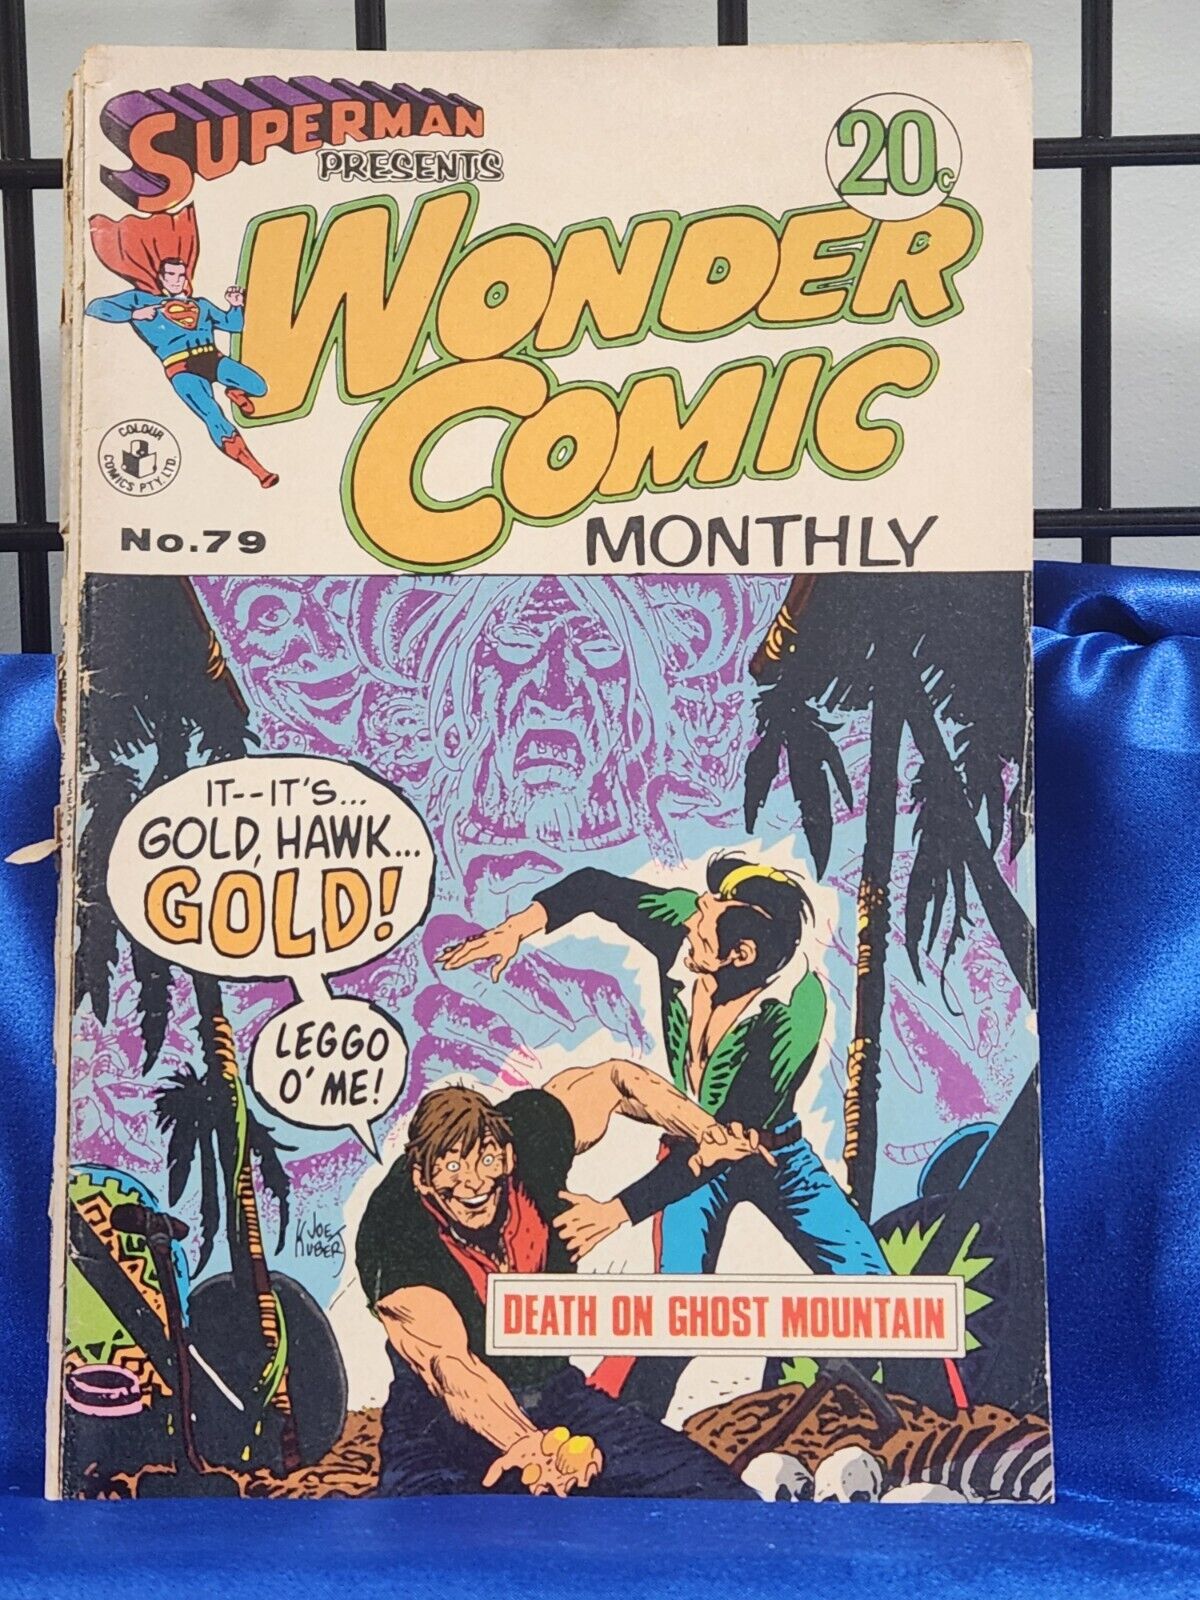 SUPERMAN
PRESENTS
20c
WONDER
COMIC
MONTHLY
COLOUR
COMICS PTY. LTD.
No. 79
IT--IT'S...
GOLD, HAWK...
GOLD!
LEGGO
O' ME!
JOE
KUBERT
DEATH ON GHOST MOUNTAIN